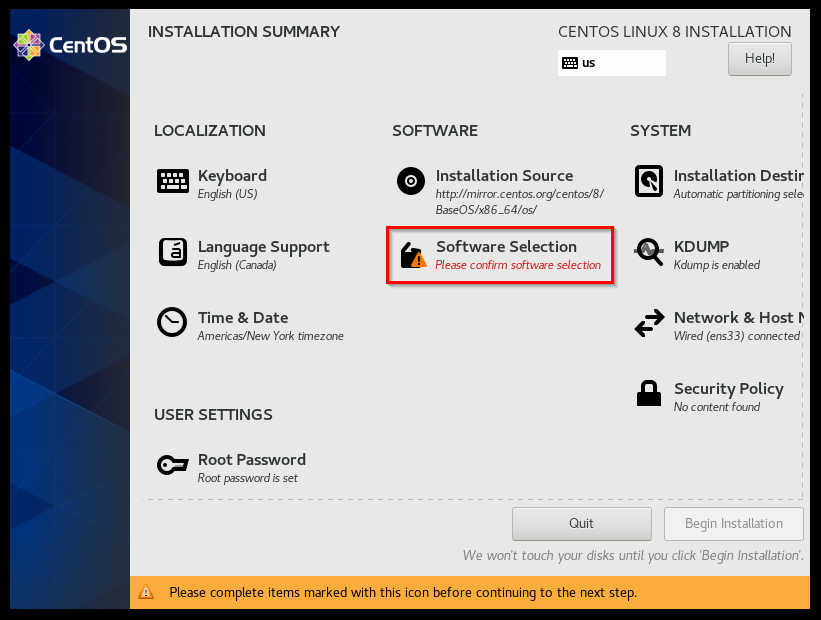 CentOS
INSTALLATION SUMMARY
CENTOS LINUX 8 INSTALLATION
us
Help!
LOCALIZATION
Keyboard
English (US)
Language Support
English (Canada)
Time & Date
Americas/New York timezone
USER SETTINGS
Root Password
Root password is set
SOFTWARE
Installation Source
http://mirror.centos.org/centos/8/
BaseOS/x86_64/os/
Software Selection
Please confirm software selection
SYSTEM
Installation Destin
Automatic partitioning sele
KDUMP
Kdump is enabled
Network & Host N
Wired (ens33) connected
Security Policy
No content found
Quit
Begin Installation
We won't touch your disks until you click 'Begin Installation'.
Please complete items marked with this icon before continuing to the next step.